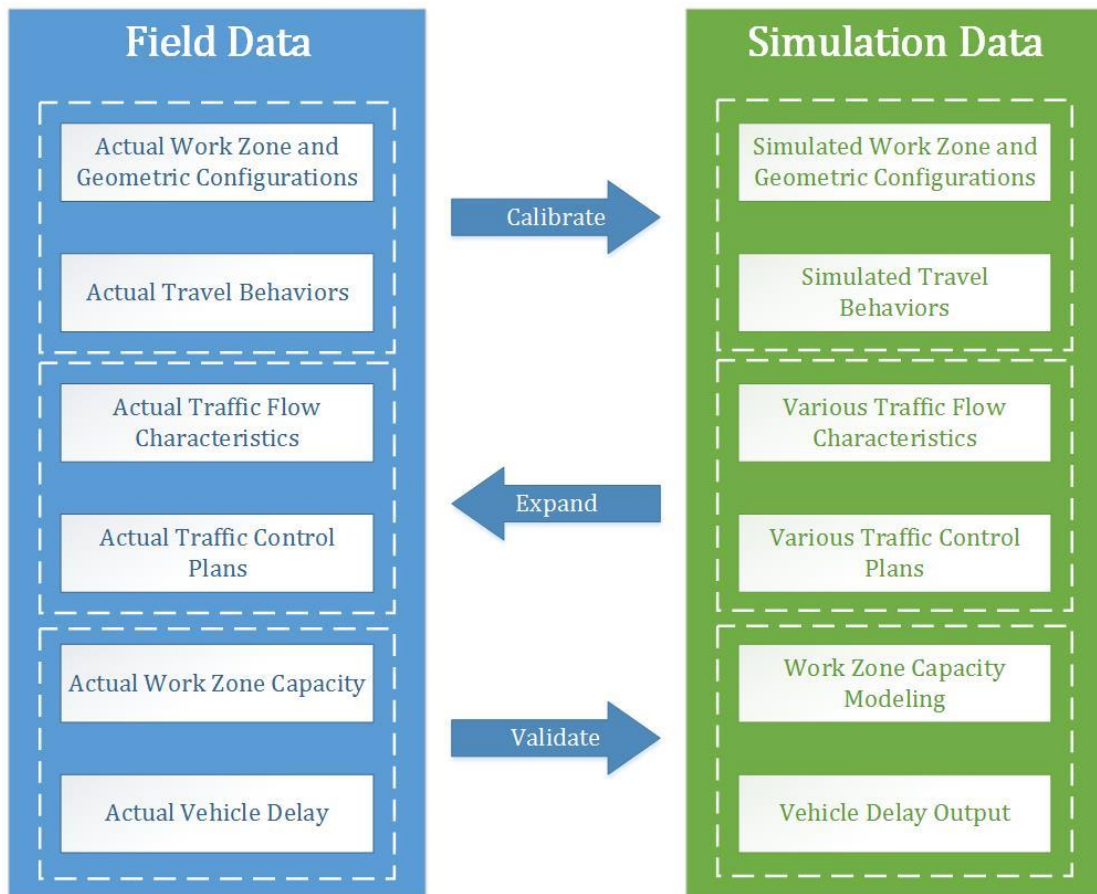 Field Data
Actual Work Zone and
Geometric Configurations
Actual Travel Behaviors
Actual Traffic Flow
Characteristics
Actual Traffic Control
Plans
Actual Work Zone Capacity
Actual Vehicle Delay
Calibrate
Expand
Validate
Simulation Data
Simulated Work Zone and
Geometric Configurations
Simulated Travel
Behaviors
Various Traffic Flow
Characteristics
Various Traffic Control
Plans
Work Zone Capacity
Modeling
Vehicle Delay Output